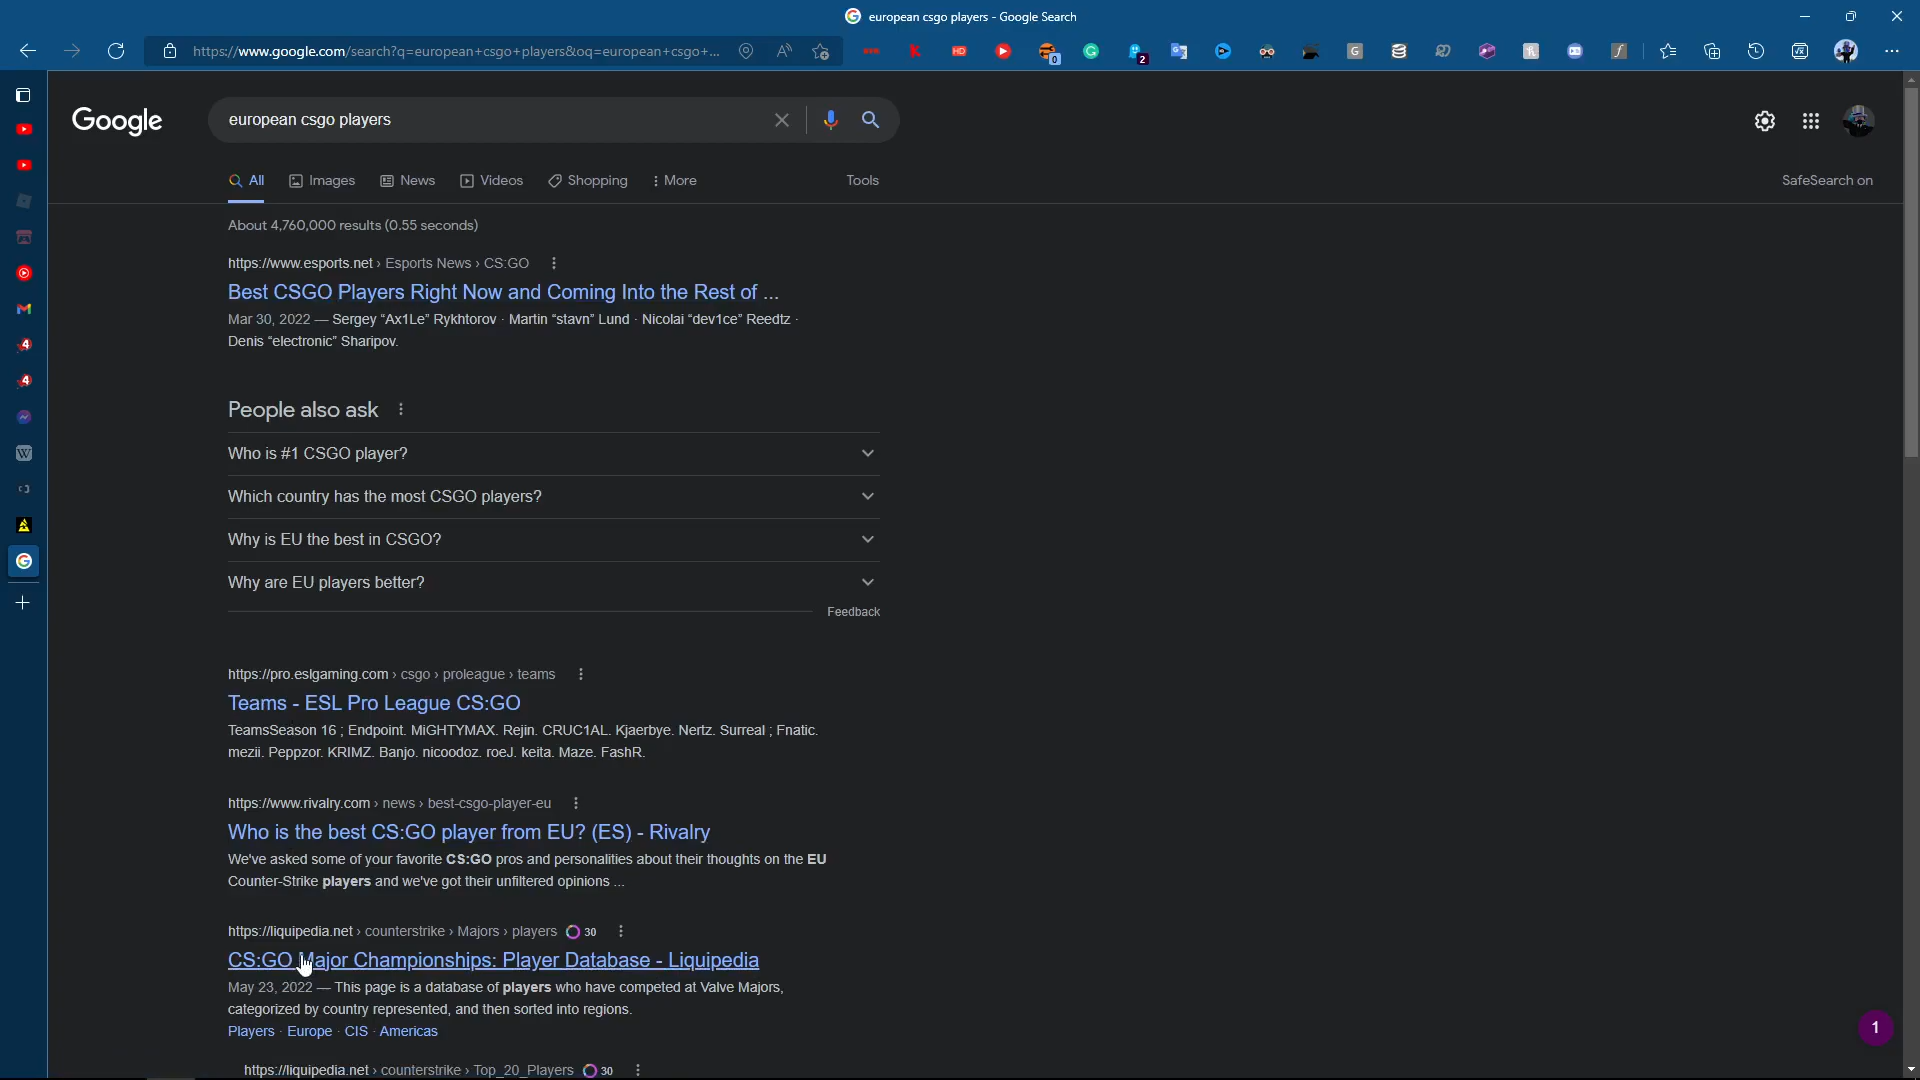 european csgo players - Google Search
https://www.google.com/search?q=european+csgo+players&oq=european+csgo+...
HD
0
2
Google
european csgo players
All
Images
News
Videos
Shopping
More
Tools
SafeSearch on
About 4,760,000 results (0.55 seconds)
https://www.esports.net › Esports News › CS:GO
Best CSGO Players Right Now and Coming Into the Rest of ...
Mar 30, 2022 — Sergey “Ax1Le” Rykhtorov · Martin “stavn” Lund · Nicolai “dev1ce” Reedtz ·
Denis “electronic” Sharipov.
People also ask
Who is #1 CSGO player?
Which country has the most CSGO players?
Why is EU the best in CSGO?
Why are EU players better?
Feedback
https://pro.eslgaming.com › csgo › proleague › teams
Teams - ESL Pro League CS:GO
TeamsSeason 16 ; Endpoint. MiGHTYMAX. Rejin. CRUC1AL. Kjaerbye. Nertz. Surreal ; Fnatic.
mezii. Peppzor. KRIMZ. Banjo. nicoodoz. roeJ. keita. Maze. FashR.
https://www.rivalry.com › news › best-csgo-player-eu
Who is the best CS:GO player from EU? (ES) - Rivalry
We've asked some of your favorite CS:GO pros and personalities about their thoughts on the EU
Counter-Strike players and we've got their unfiltered opinions ...
https://liquipedia.net › counterstrike › Majors › players 30
CS:GO Major Championships: Player Database - Liquipedia
May 23, 2022 — This page is a database of players who have competed at Valve Majors,
categorized by country represented, and then sorted into regions.
Players · Europe · CIS · Americas
1
https://liquipedia.net › counterstrike › Top_20_Players 30